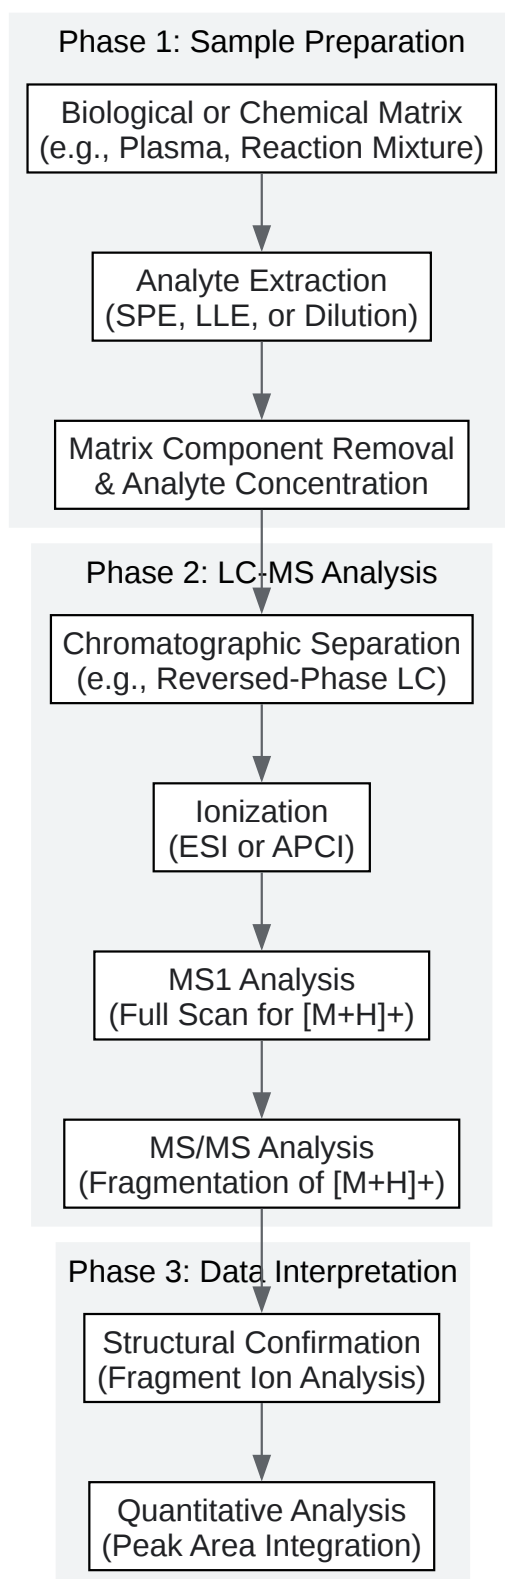 Phase 1: Sample Preparation
Biological or Chemical Matrix
(e.g., Plasma, Reaction Mixture)
Analyte Extraction
(SPE, LLE, or Dilution)
Matrix Component Removal
& Analyte Concentration
Phase 2: LC-MS Analysis
Chromatographic Separation
(e.g., Reversed-Phase LC)
Ionization
(ESI or APCI)
MS1 Analysis
(Full Scan for [M+H]+)
MS/MS Analysis
(Fragmentation of [M+H]+)
Phase 3: Data Interpretation
Structural Confirmation
(Fragment Ion Analysis)
Quantitative Analysis
(Peak Area Integration)